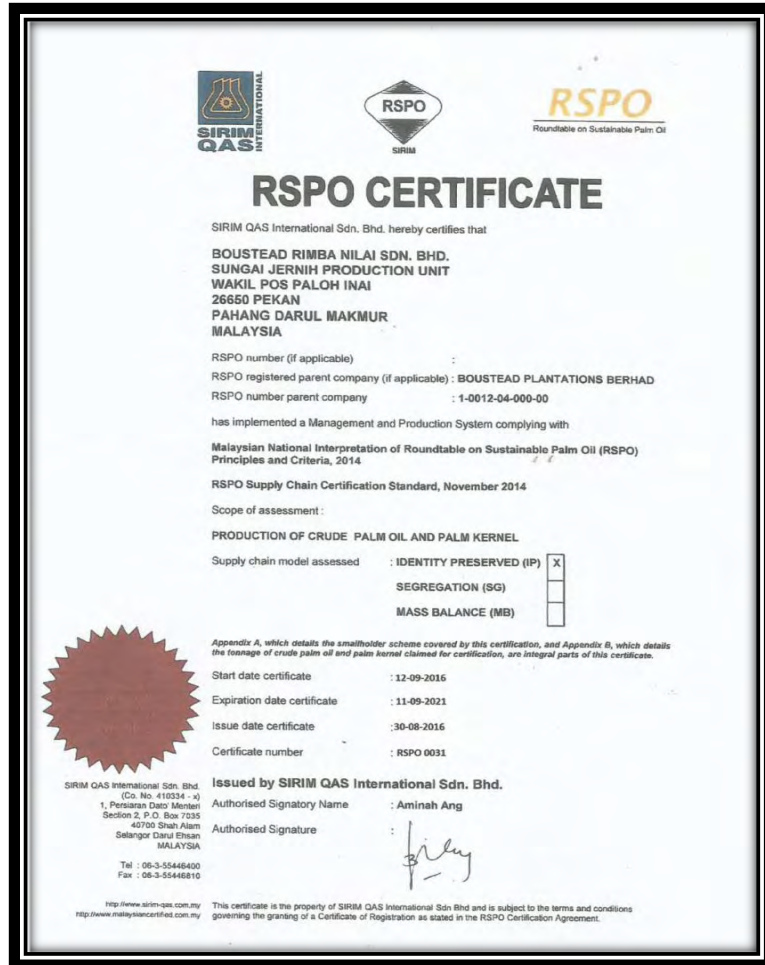 SIRIM
QAS
INTERNATIONAL
RSPO
SIRIM
RSPO
Roundtable on Sustainable Palm Oil
RSPO CERTIFICATE
SIRIM QAS International Sdn. Bhd. hereby certifies that
BOUSTEAD RIMBA NILAI SDN. BHD.
SUNGAI JERNIH PRODUCTION UNIT
WAKIL POS PALOH INAI
26650 PEKAN
PAHANG DARUL MAKMUR
MALAYSIA
RSPO number (if applicable) :
RSPO registered parent company (if applicable) : BOUSTEAD PLANTATIONS BERHAD
RSPO number parent company : 1-0012-04-000-00
has implemented a Management and Production System complying with
Malaysian National Interpretation of Roundtable on Sustainable Palm Oil (RSPO)
Principles and Criteria, 2014
RSPO Supply Chain Certification Standard, November 2014
Scope of assessment :
PRODUCTION OF CRUDE PALM OIL AND PALM KERNEL
Supply chain model assessed : IDENTITY PRESERVED (IP) X
SEGREGATION (SG)
MASS BALANCE (MB)
Appendix A, which details the smallholder scheme covered by this certification, and Appendix B, which details
the tonnage of crude palm oil and palm kernel claimed for certification, are integral parts of this certificate.
Start date certificate : 12-09-2016
Expiration date certificate : 11-09-2021
Issue date certificate :30-08-2016
Certificate number : RSPO 0031
Issued by SIRIM QAS International Sdn. Bhd.
Authorised Signatory Name : Aminah Ang
Authorised Signature :
SIRIM QAS International Sdn. Bhd.
(Co. No. 410334 - x)
1, Persiaran Dato' Menteri
Section 2, P.O. Box 7035
40700 Shah Alam
Selangor Darul Ehsan
MALAYSIA
Tel : 06-3-55446400
Fax : 06-3-55446810
http://www.sirim-qas.com.my
http://www.malaysiancertified.com.my
This certificate is the property of SIRIM QAS International Sdn Bhd and is subject to the terms and conditions
governing the granting of a Certificate of Registration as stated in the RSPO Certification Agreement.